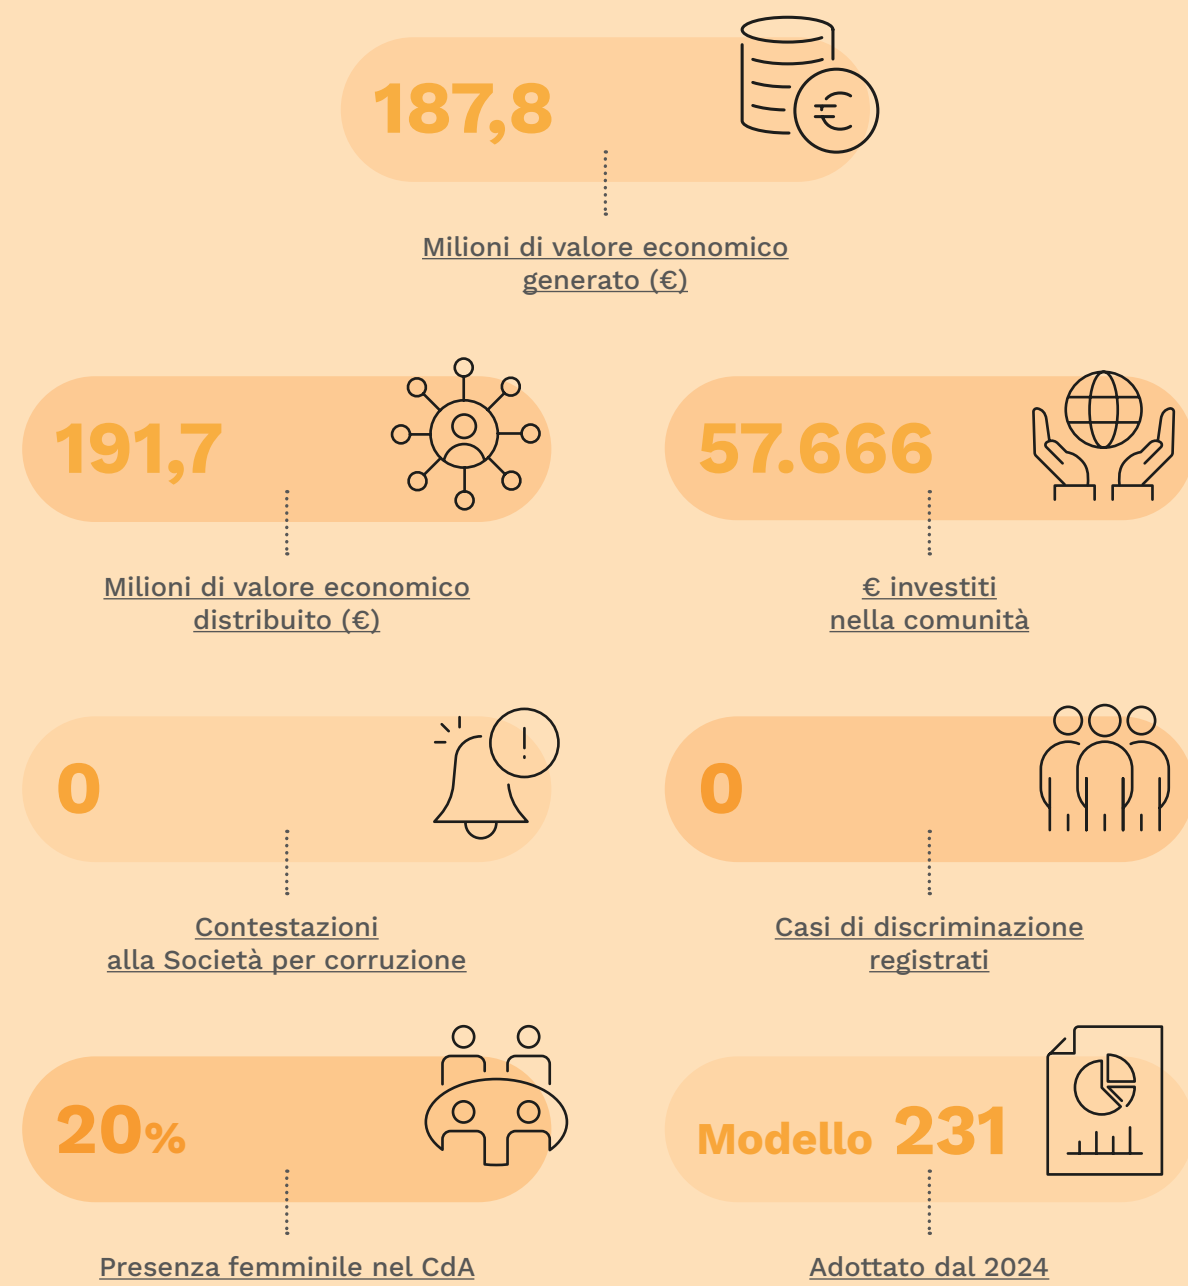 187,8
Milioni di valore economico
generato (€)
191,7
Milioni di valore economico
distribuito (€)
57.666
€ investiti
nella comunità
0
Contestazioni
alla Società per corruzione
0
Casi di discriminazione
registrati
20%
Presenza femminile nel CdA
Modello 231
Adottato dal 2024